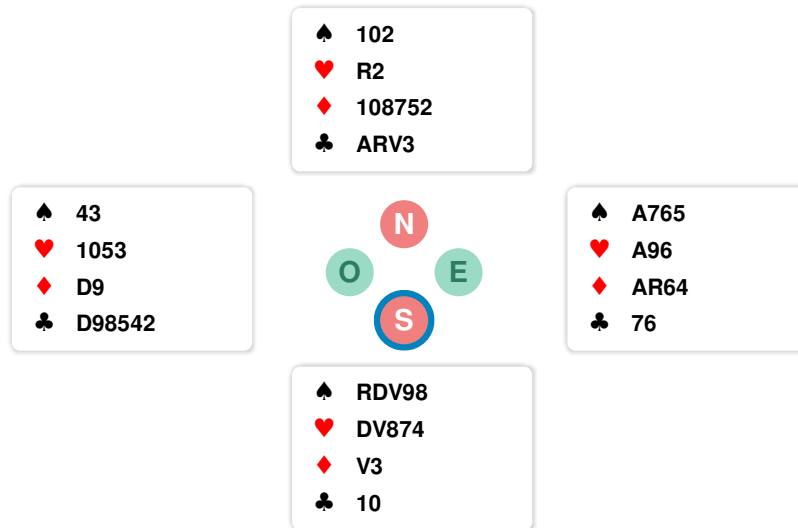 ♠ 102
♥ R2
♦ 108752
♣ ARV3
♠ 43
♥ 1053
♦ D9
♣ D98542
N
O E
S
♠ A765
♥ A96
♦ AR64
♣ 76
♠ RDV98
♥ DV874
♦ V3
♣ 10